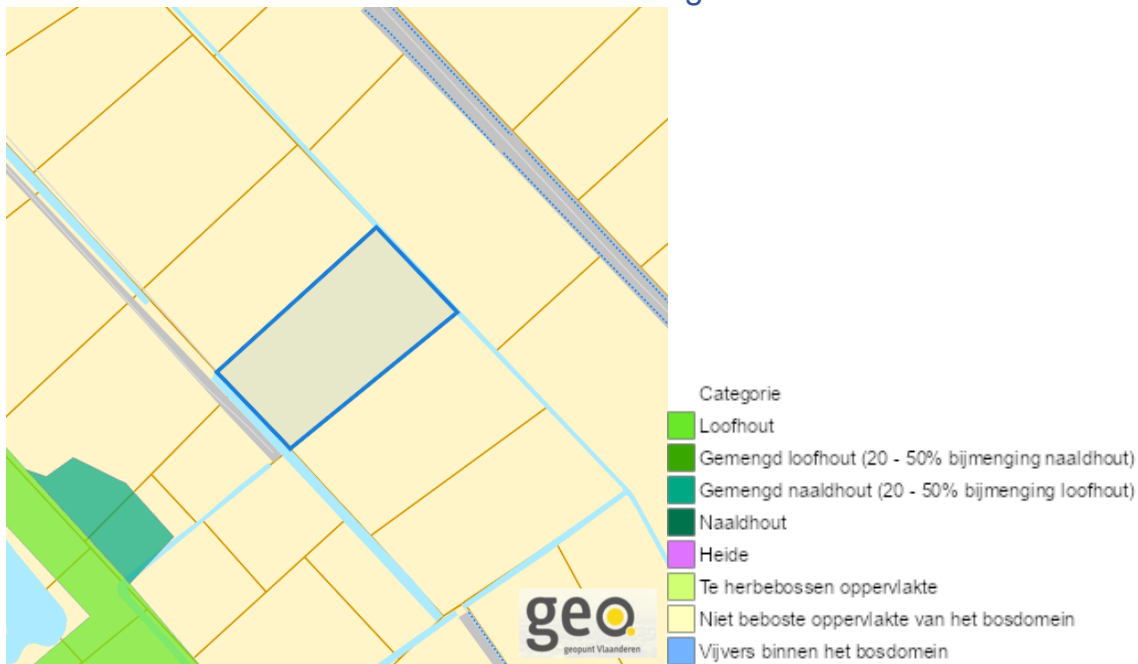 Categorie
Loofhout
Gemengd loofhout (20 - 50% bijmenging naaldhout)
Gemengd naaldhout (20 - 50% bijmenging loofhout)
Naaldhout
Heide
Te herbebossen oppervlakte
Niet beboste oppervlakte van het bosdomein
Vijvers binnen het bosdomein
geo.
geopunt Vlaanderen